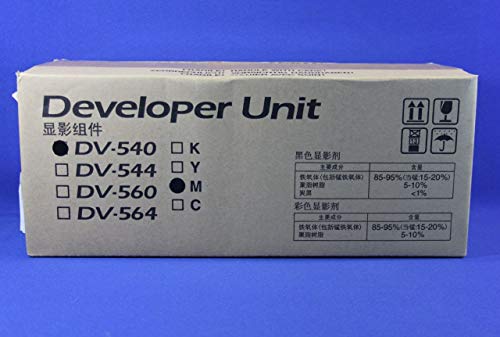 Developer Unit
显影组件
DV-540
DV-544
DV-560
DV-564
K
Y
M
C
黑色显影剂
主要成分 含量
铁氧体(包括锰铁氧体) 85-95%(当锰:15-20%)
聚脂树脂 5-10%
炭黑 <1%
彩色显影剂
主要成分 含量
铁氧体(包括锰铁氧体) 85-95%(当锰:15-20%)
聚脂树脂 5-10%